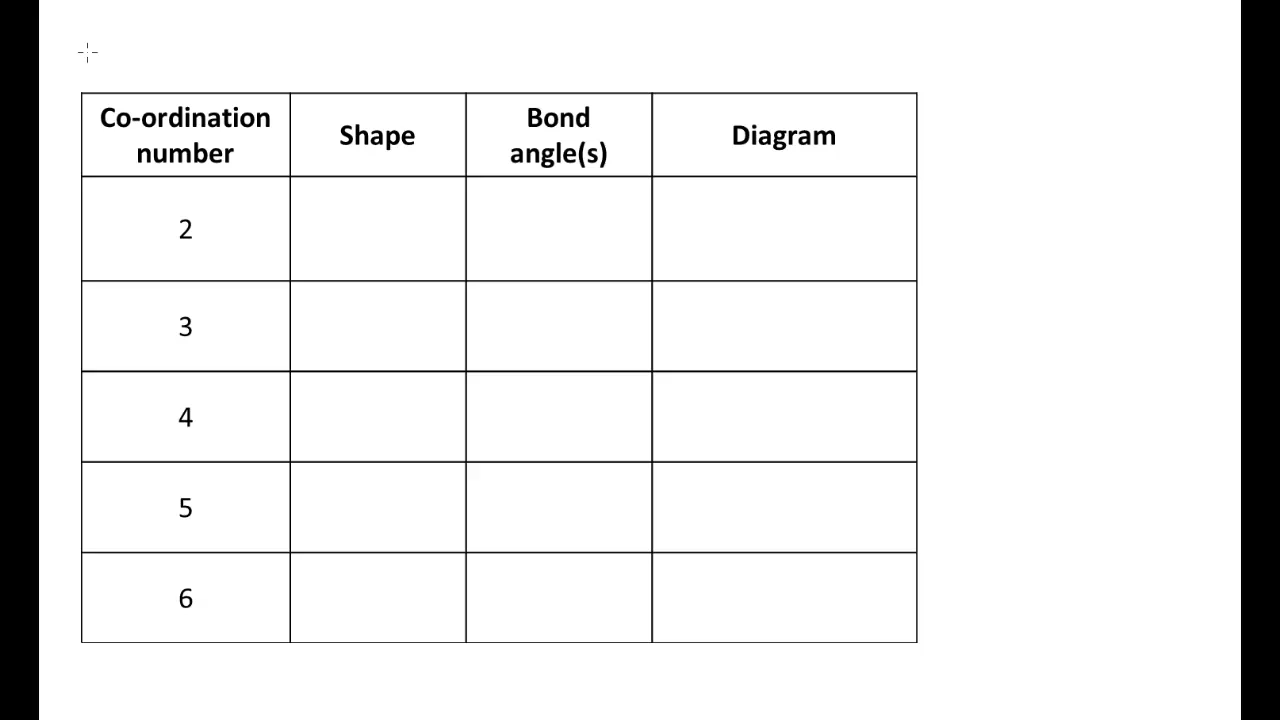 Co-ordination
number
Shape
Bond
angle(s)
Diagram
2
3
4
5
6